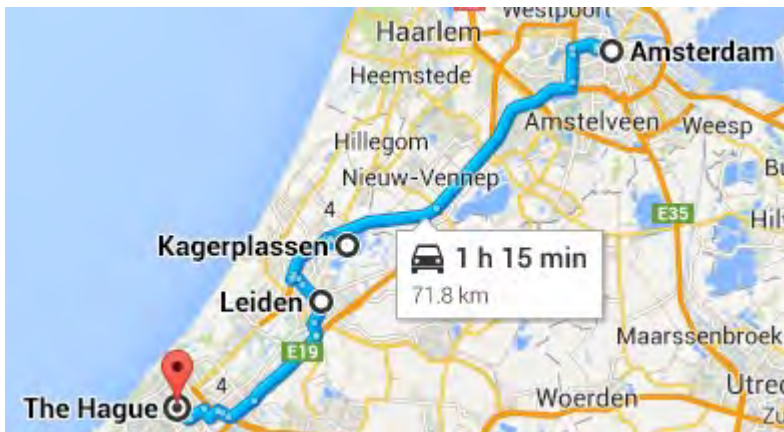 Westpoort
Haarlem
Amsterdam
Heemstede
Amstelveen
Weesp
Hillegom
Nieuw-Vennep
4
E35
Kagerplassen
1 h 15 min
71.8 km
Leiden
Maarssenbroek
E19
4
The Hague
Woerden